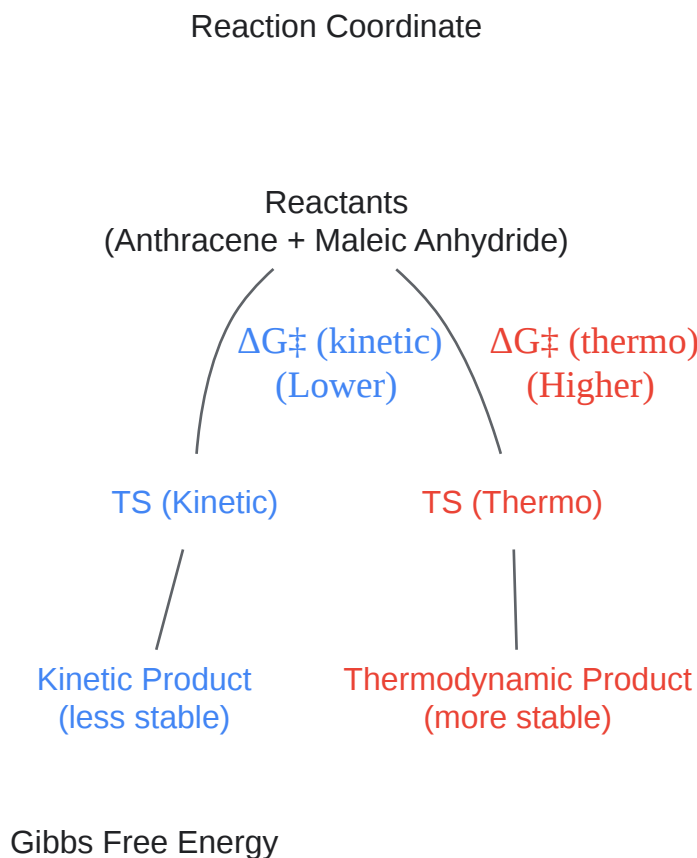 Reaction Coordinate
Reactants
(Anthracene + Maleic Anhydride)
ΔG‡ (kinetic)
(Lower)
ΔG‡ (thermo)
(Higher)
TS (Kinetic)
TS (Thermo)
Kinetic Product
(less stable)
Thermodynamic Product
(more stable)
Gibbs Free Energy